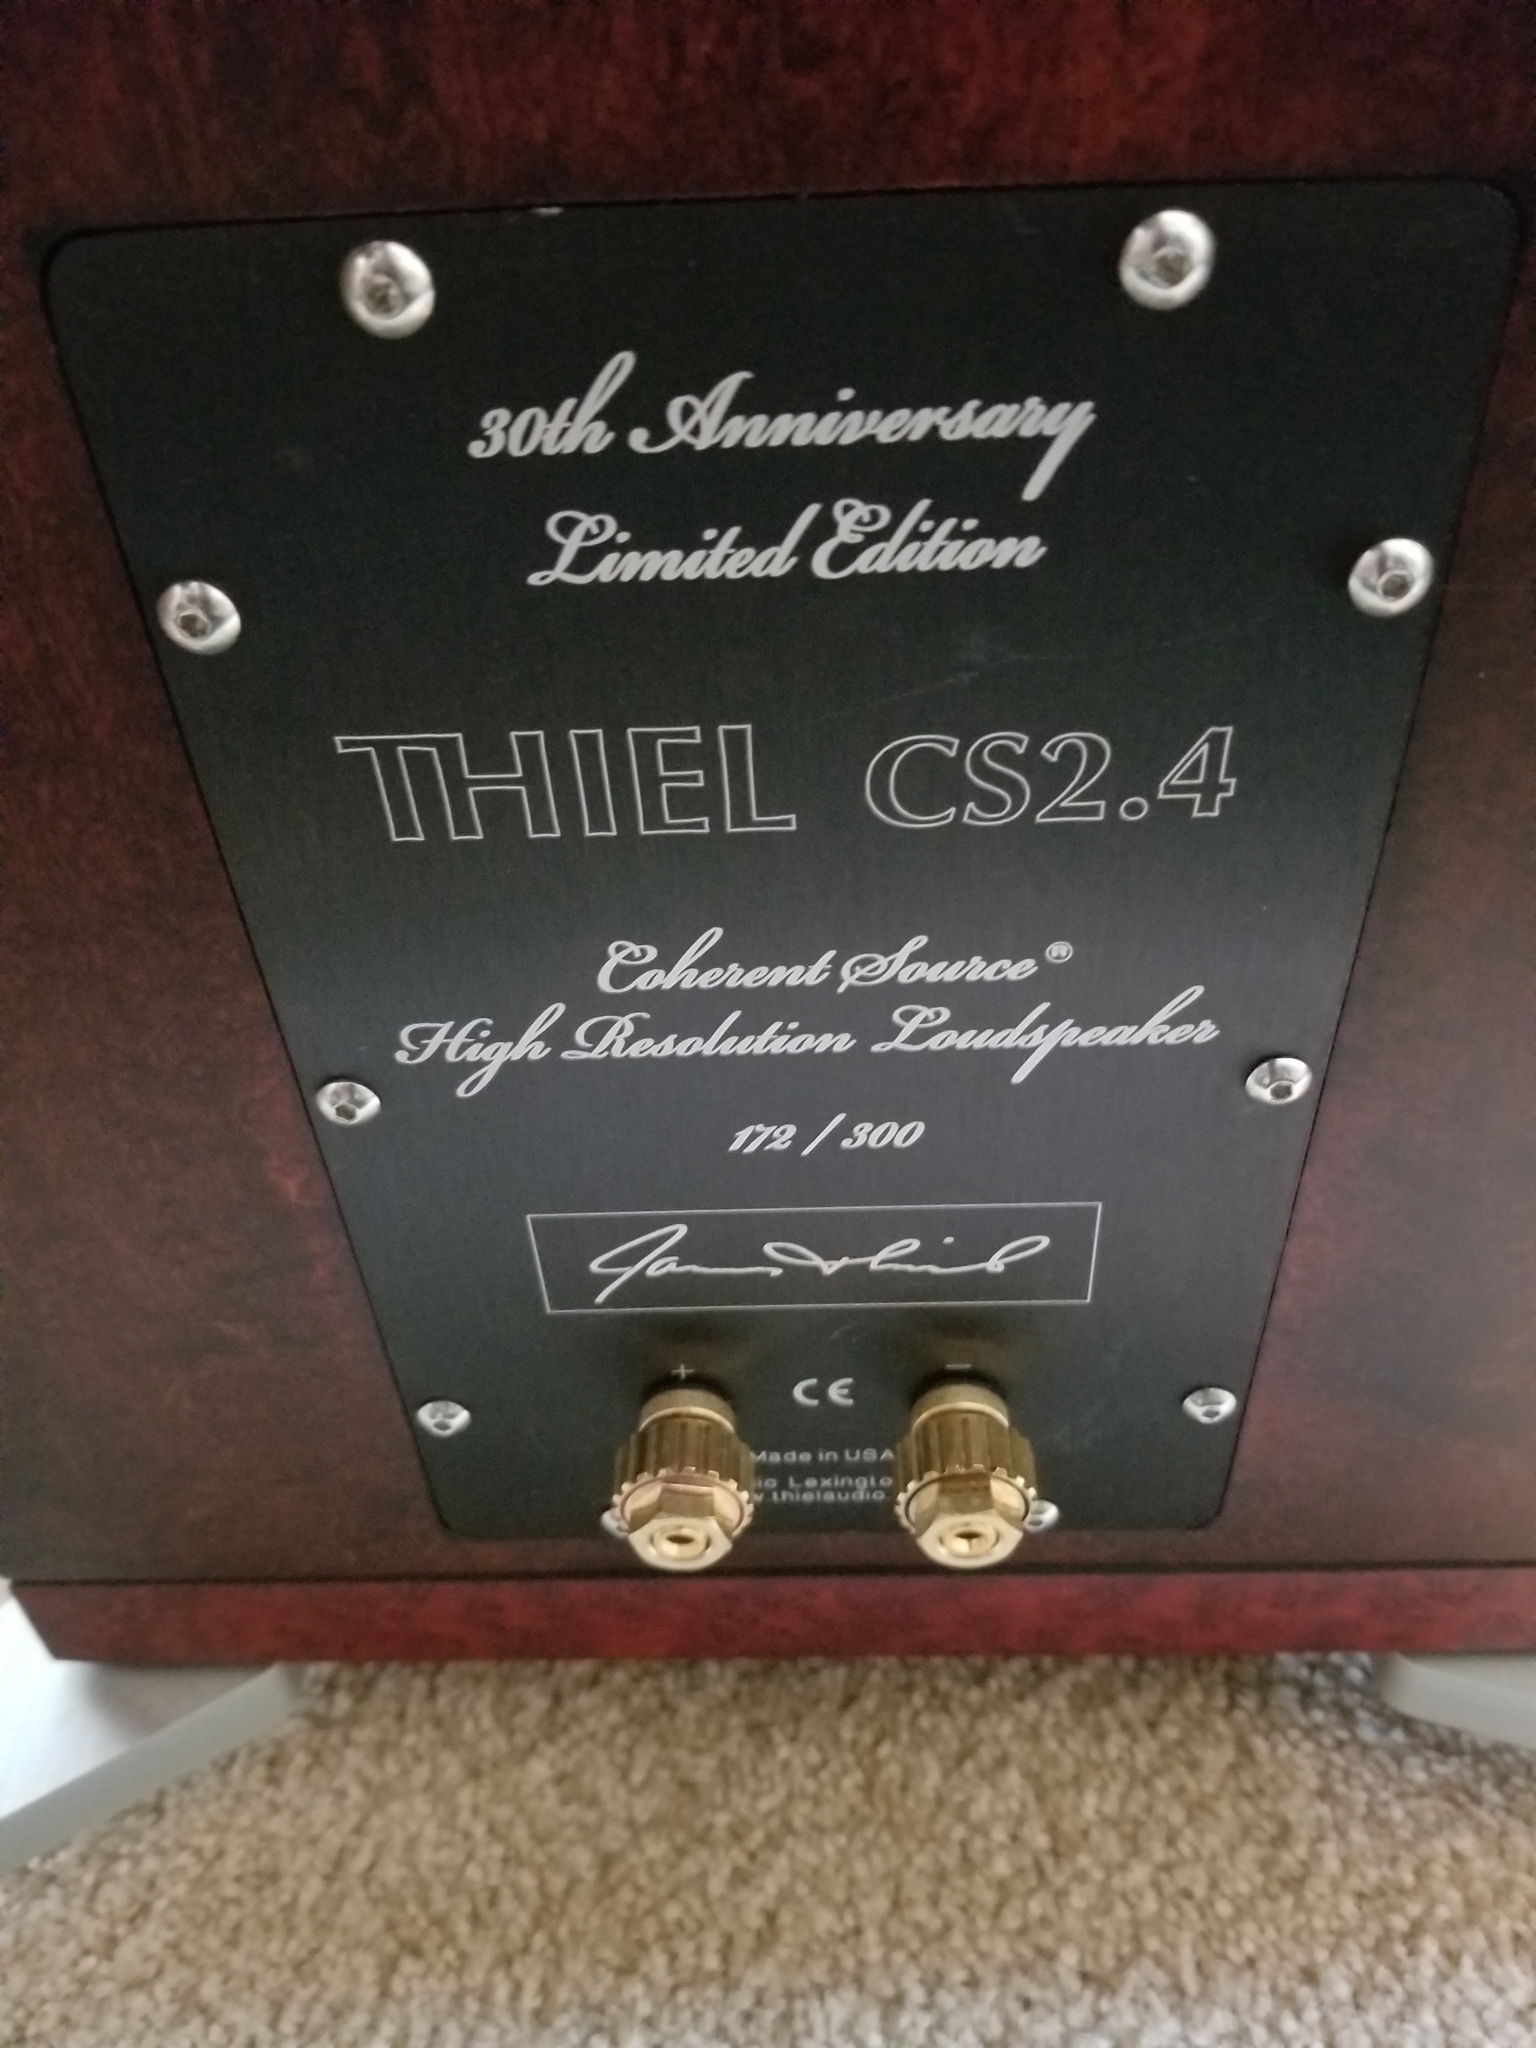 30th Anniversary
Limited Edition
THIEL CS2.4
Coherent Source®
High Resolution Loudspeaker
172 / 300
+ −
CE
Made in USA